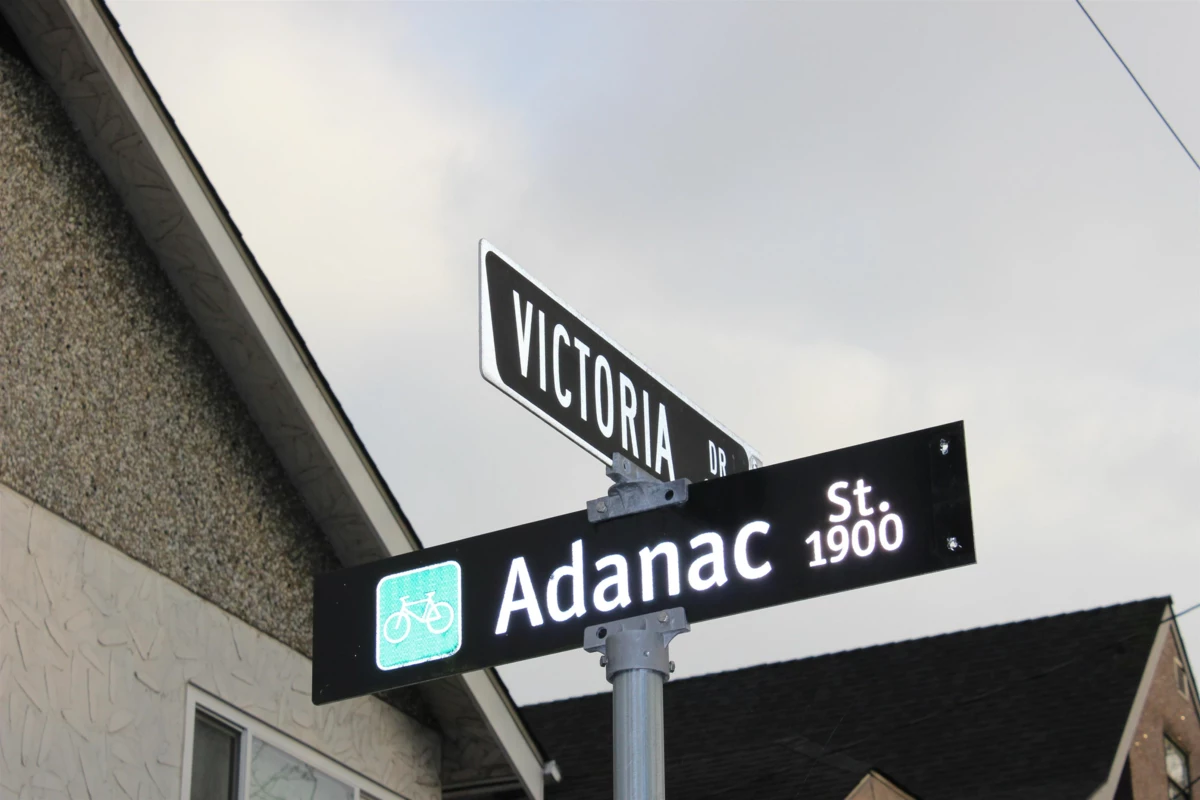 VICTORIA DR
Adanac St.
1900